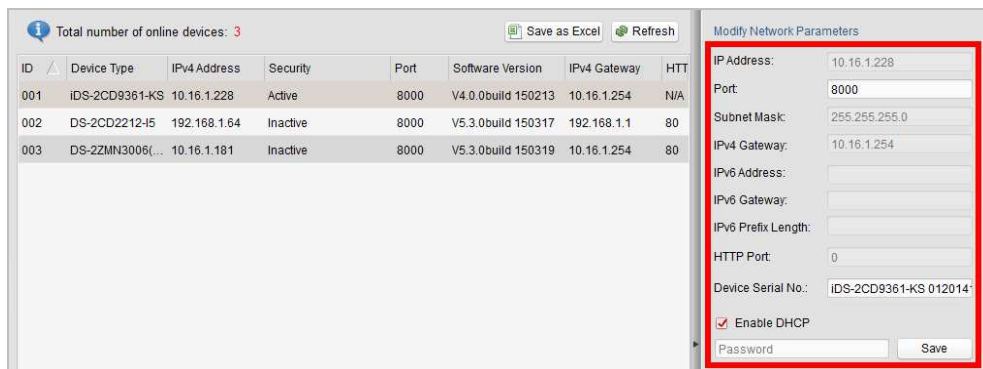 Total number of online devices: 3
Save as Excel
Refresh
ID Device Type IPv4 Address Security Port Software Version IPv4 Gateway HTT
001 iDS-2CD9361-KS 10.16.1.228 Active 8000 V4.0.0build 150213 10.16.1.254 N/A
002 DS-2CD2212-I5 192.168.1.64 Inactive 8000 V5.3.0build 150317 192.168.1.1 80
003 DS-2ZMN3006(... 10.16.1.181 Inactive 8000 V5.3.0build 150319 10.16.1.254 80
Modify Network Parameters
IP Address: 10.16.1.228
Port: 8000
Subnet Mask: 255.255.255.0
IPv4 Gateway: 10.16.1.254
IPv6 Address:
IPv6 Gateway:
IPv6 Prefix Length:
HTTP Port: 0
Device Serial No.: iDS-2CD9361-KS 012014
Enable DHCP
Password Save